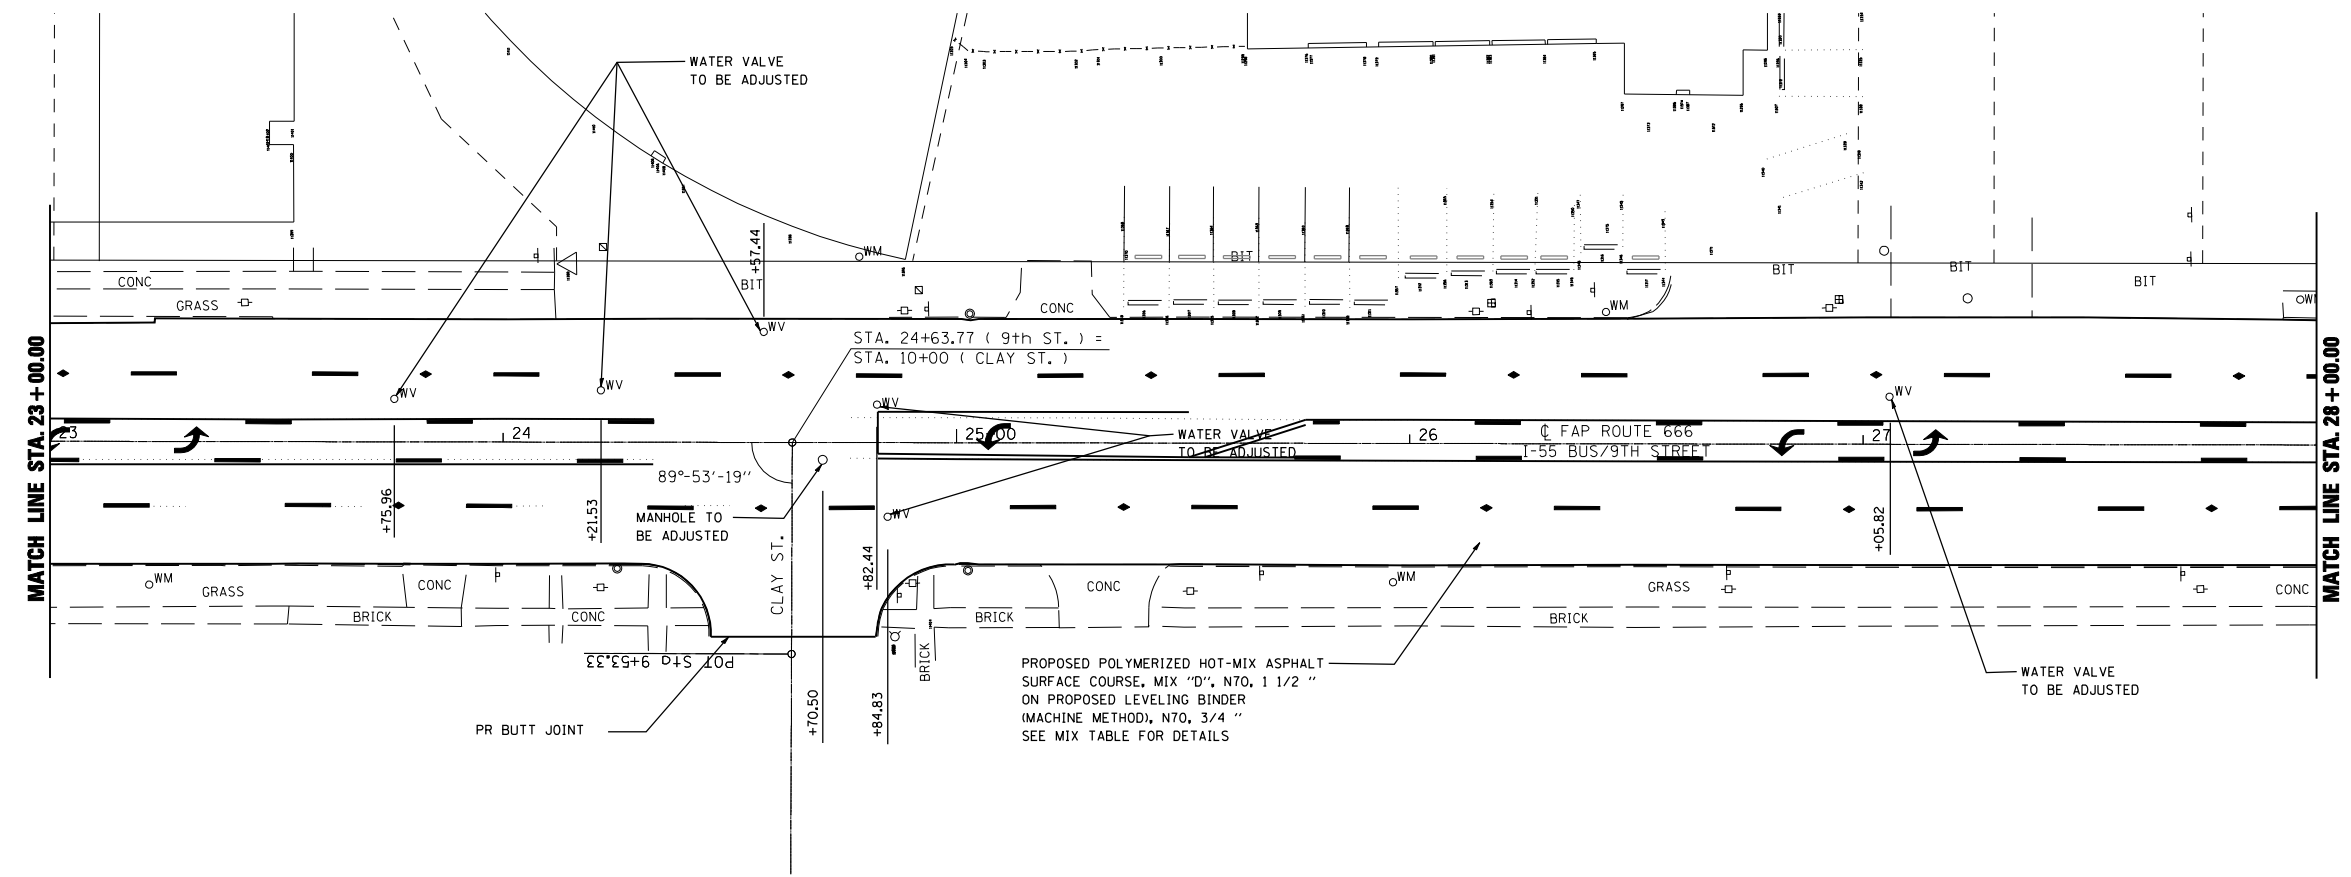 WATER VALVE
TO BE ADJUSTED
+57.44
WM
BIT
BIT
BIT
BIT
BIT
CONC
GRASS
CONC
WM
WM
WV
STA. 24+63.77 ( 9th ST. ) =
STA. 10+00 ( CLAY ST. )
MATCH LINE STA. 23+00.00
MATCH LINE STA. 28+00.00
WV
WV
WV
WV
23
24
25+00
26
27
WATER VALVE
TO BE ADJUSTED
℄ FAP ROUTE 666
I-55 BUS/9TH STREET
89°-53'-19"
+75.96
+21.53
MANHOLE TO
BE ADJUSTED
WV
+05.82
CLAY ST.
+82.44
WM
GRASS
CONC
BRICK
CONC
BRICK
CONC
WM
GRASS
BRICK
CONC
BRICK
POT Sta 9+53.33
+70.50
+84.83
PR BUTT JOINT
PROPOSED POLYMERIZED HOT-MIX ASPHALT
SURFACE COURSE, MIX "D", N70, 1 1/2 "
ON PROPOSED LEVELING BINDER
(MACHINE METHOD), N70, 3/4 "
SEE MIX TABLE FOR DETAILS
WATER VALVE
TO BE ADJUSTED